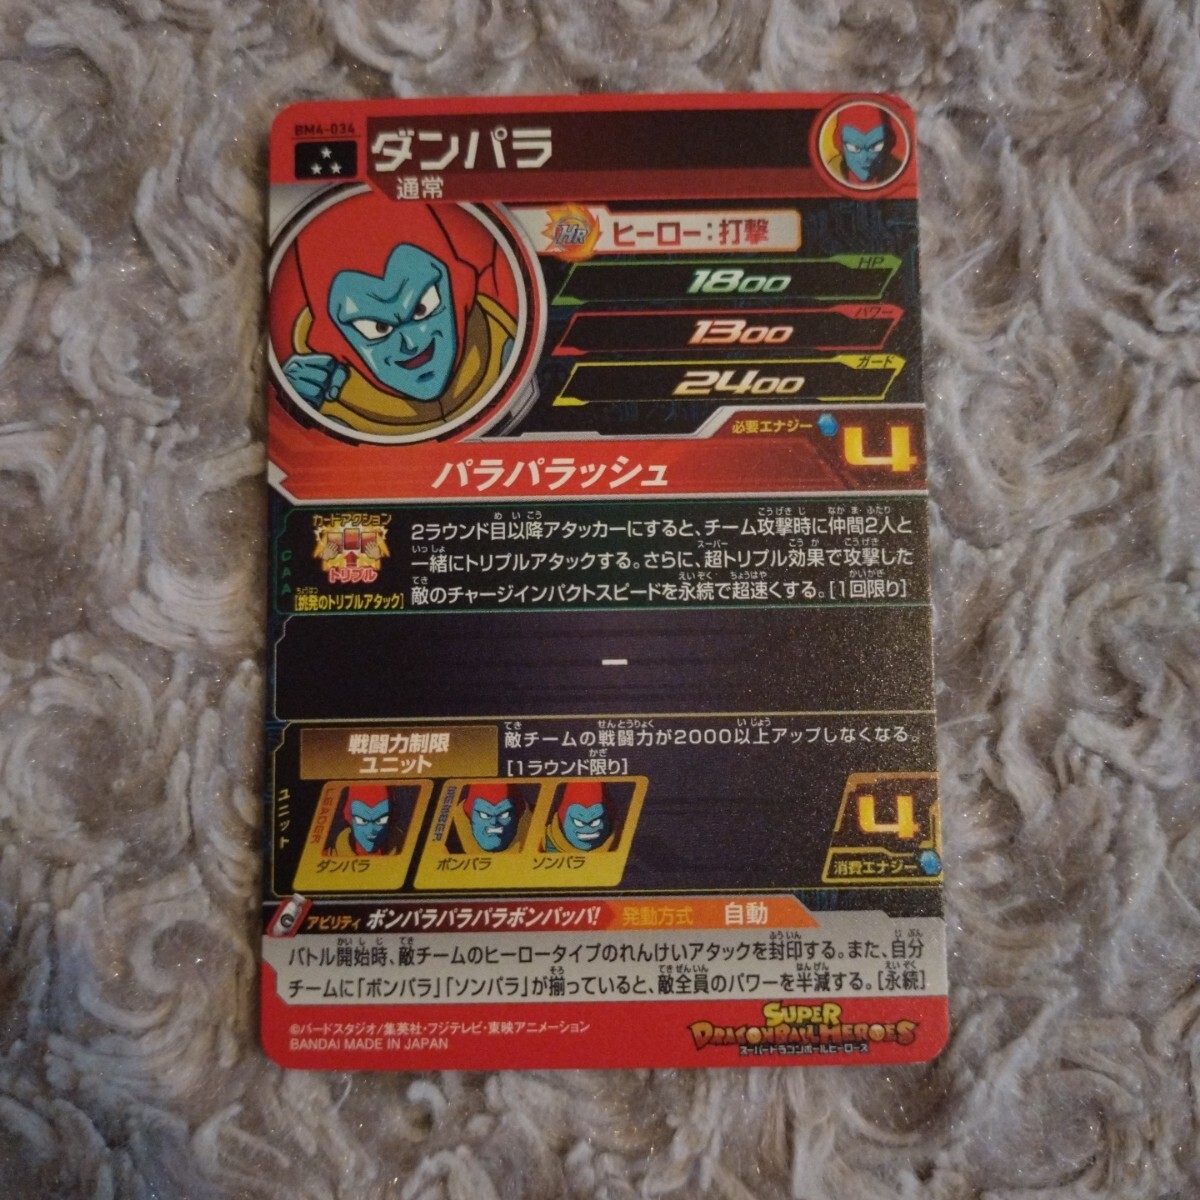 BM4-034
ダンパラ
通常
HR
ヒーロー：打撃
HP
1800
パワー
1300
ガード
2400
必要エナジー
4
パラパラッシュ
CAA
カードアクション
トリプル
[挑発のトリプルアタック]
2ラウンド目以降アタッカーにすると、チーム攻撃時に仲間2人と
一緒にトリプルアタックする。さらに、超トリプル効果で攻撃した
敵のチャージインパクトスピードを永続で超速くする。[1回限り]
ー
ユニット
戦闘力制限
ユニット
敵チームの戦闘力が2000以上アップしなくなる。
[1ラウンド限り]
LEADER
ダンパラ
MEMBER
ボンパラ
ソンパラ
4
消費エナジー
アビリティ ボンパラパラパラボンパッパ! 発動方式 自動
バトル開始時、敵チームのヒーロータイプのれんけいアタックを封印する。また、自分
チームに「ボンパラ」「ソンパラ」が揃っていると、敵全員のパワーを半減する。[永続]
©バードスタジオ/集英社・フジテレビ・東映アニメーション
BANDAI MADE IN JAPAN
SUPER
DRAGONBALL HEROES
スーパードラゴンボールヒーローズ